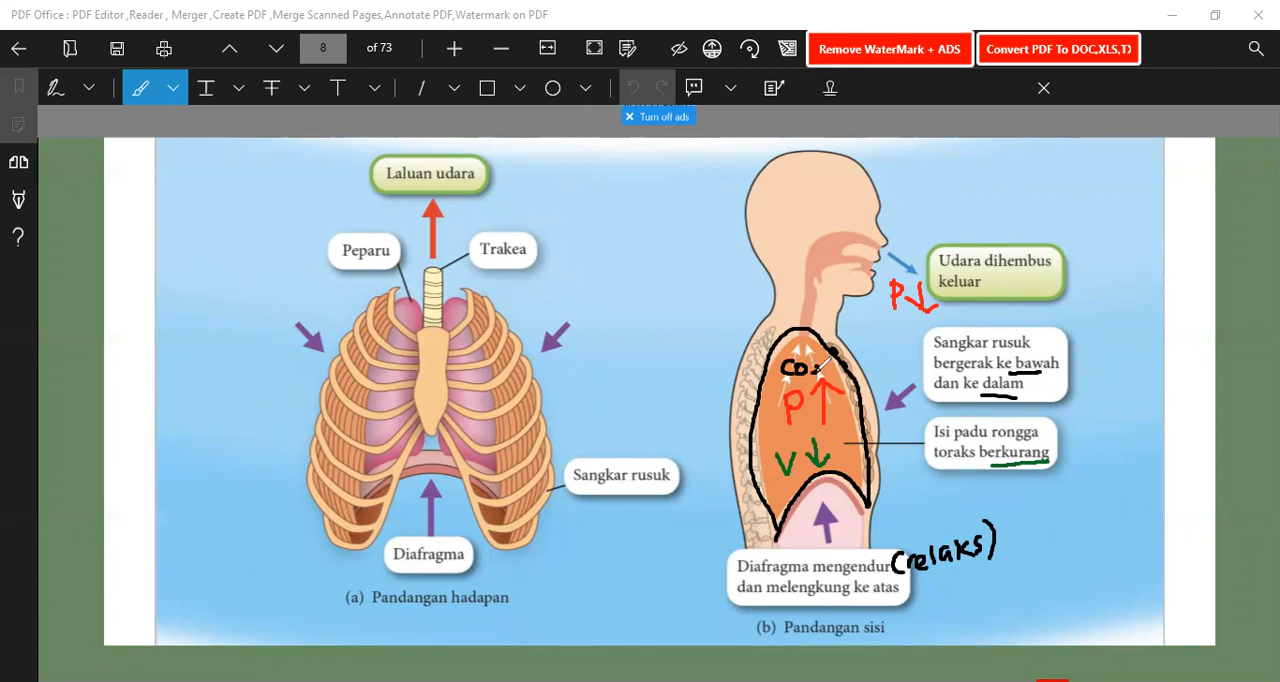 PDF Office : PDF Editor ,Reader , Merger ,Create PDF ,Merge Scanned Pages,Annotate PDF,Watermark on PDF
8 of 73
Remove WaterMark + ADS
Convert PDF To DOC,XLS,T
Turn off ads
Laluan udara
Peparu
Trakea
Sangkar rusuk
Diafragma
(a) Pandangan hadapan
Udara dihembus
keluar
P↓
Sangkar rusuk
bergerak ke bawah
dan ke dalam
CO2
P↑
Isi padu rongga
toraks berkurang
V↓
Diafragma mengendur
dan melengkung ke atas
(relaks)
(b) Pandangan sisi